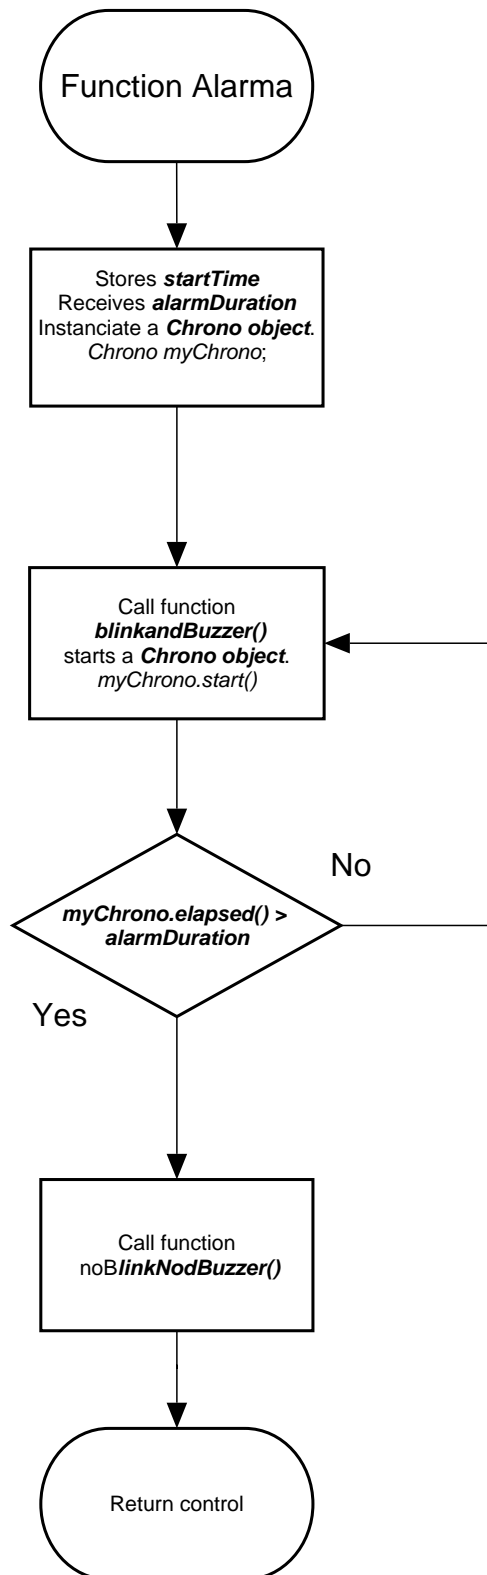 Function Alarma
Stores startTime
Receives alarmDuration
Instanciate a Chrono object.
Chrono myChrono;
Call function
blinkandBuzzer()
starts a Chrono object.
myChrono.start()
No
myChrono.elapsed() >
alarmDuration
Yes
Call function
noBlinkNodBuzzer()
Return control